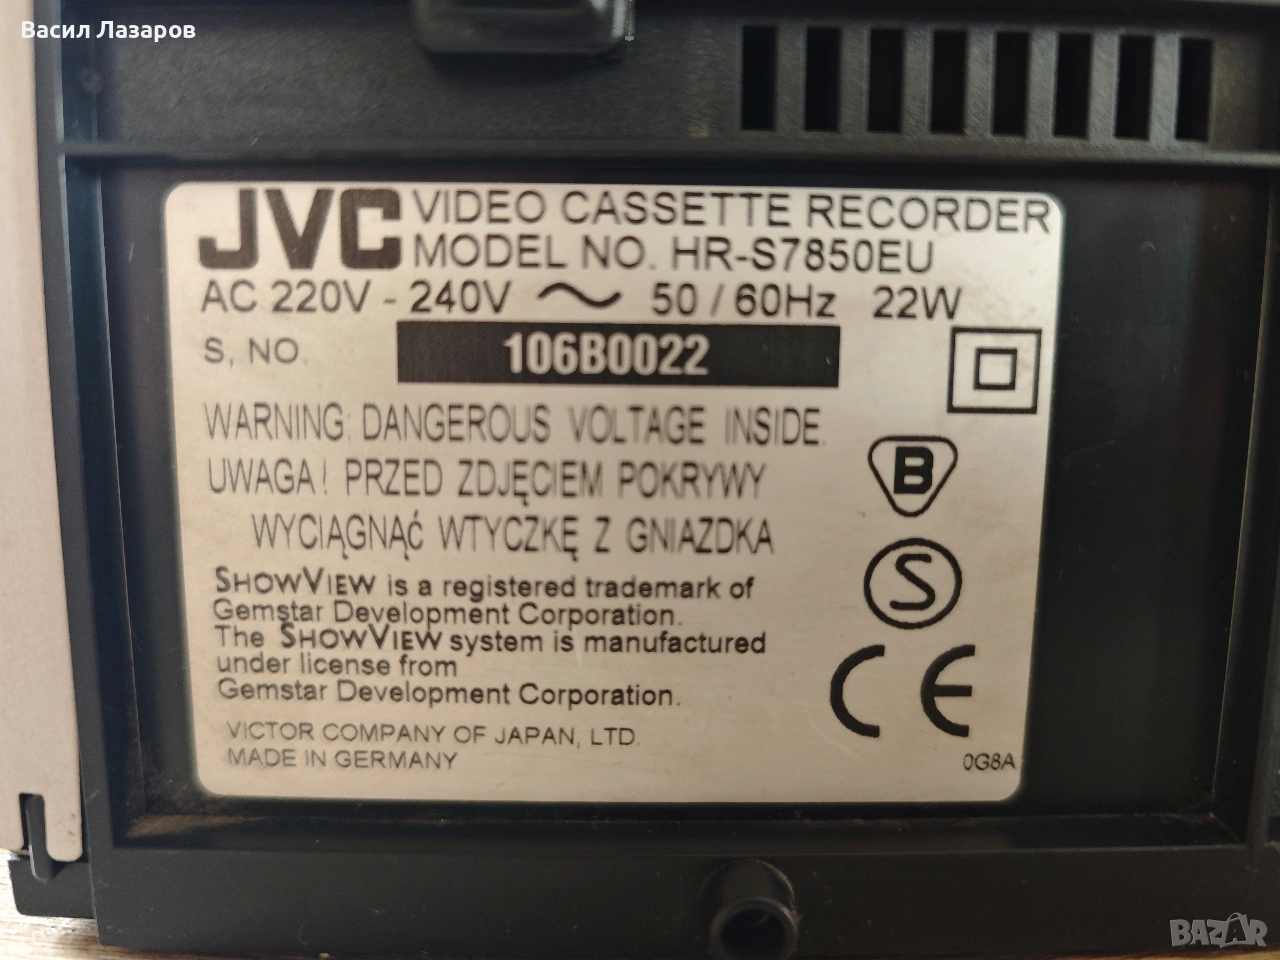 Васил Лазаров
JVC VIDEO CASSETTE RECORDER
MODEL NO. HR-S7850EU
AC 220V - 240V ~ 50 / 60Hz 22W
S, NO. 106B0022
WARNING: DANGEROUS VOLTAGE INSIDE.
UWAGA! PRZED ZDJĘCIEM POKRYWY
WYCIĄGNĄĆ WTYCZKĘ Z GNIAZDKA
B
S
SHOWVIEW is a registered trademark of
Gemstar Development Corporation.
The SHOWVIEW system is manufactured
under license from
Gemstar Development Corporation.
CE
VICTOR COMPANY OF JAPAN, LTD.
MADE IN GERMANY
0G8A
BAZAR